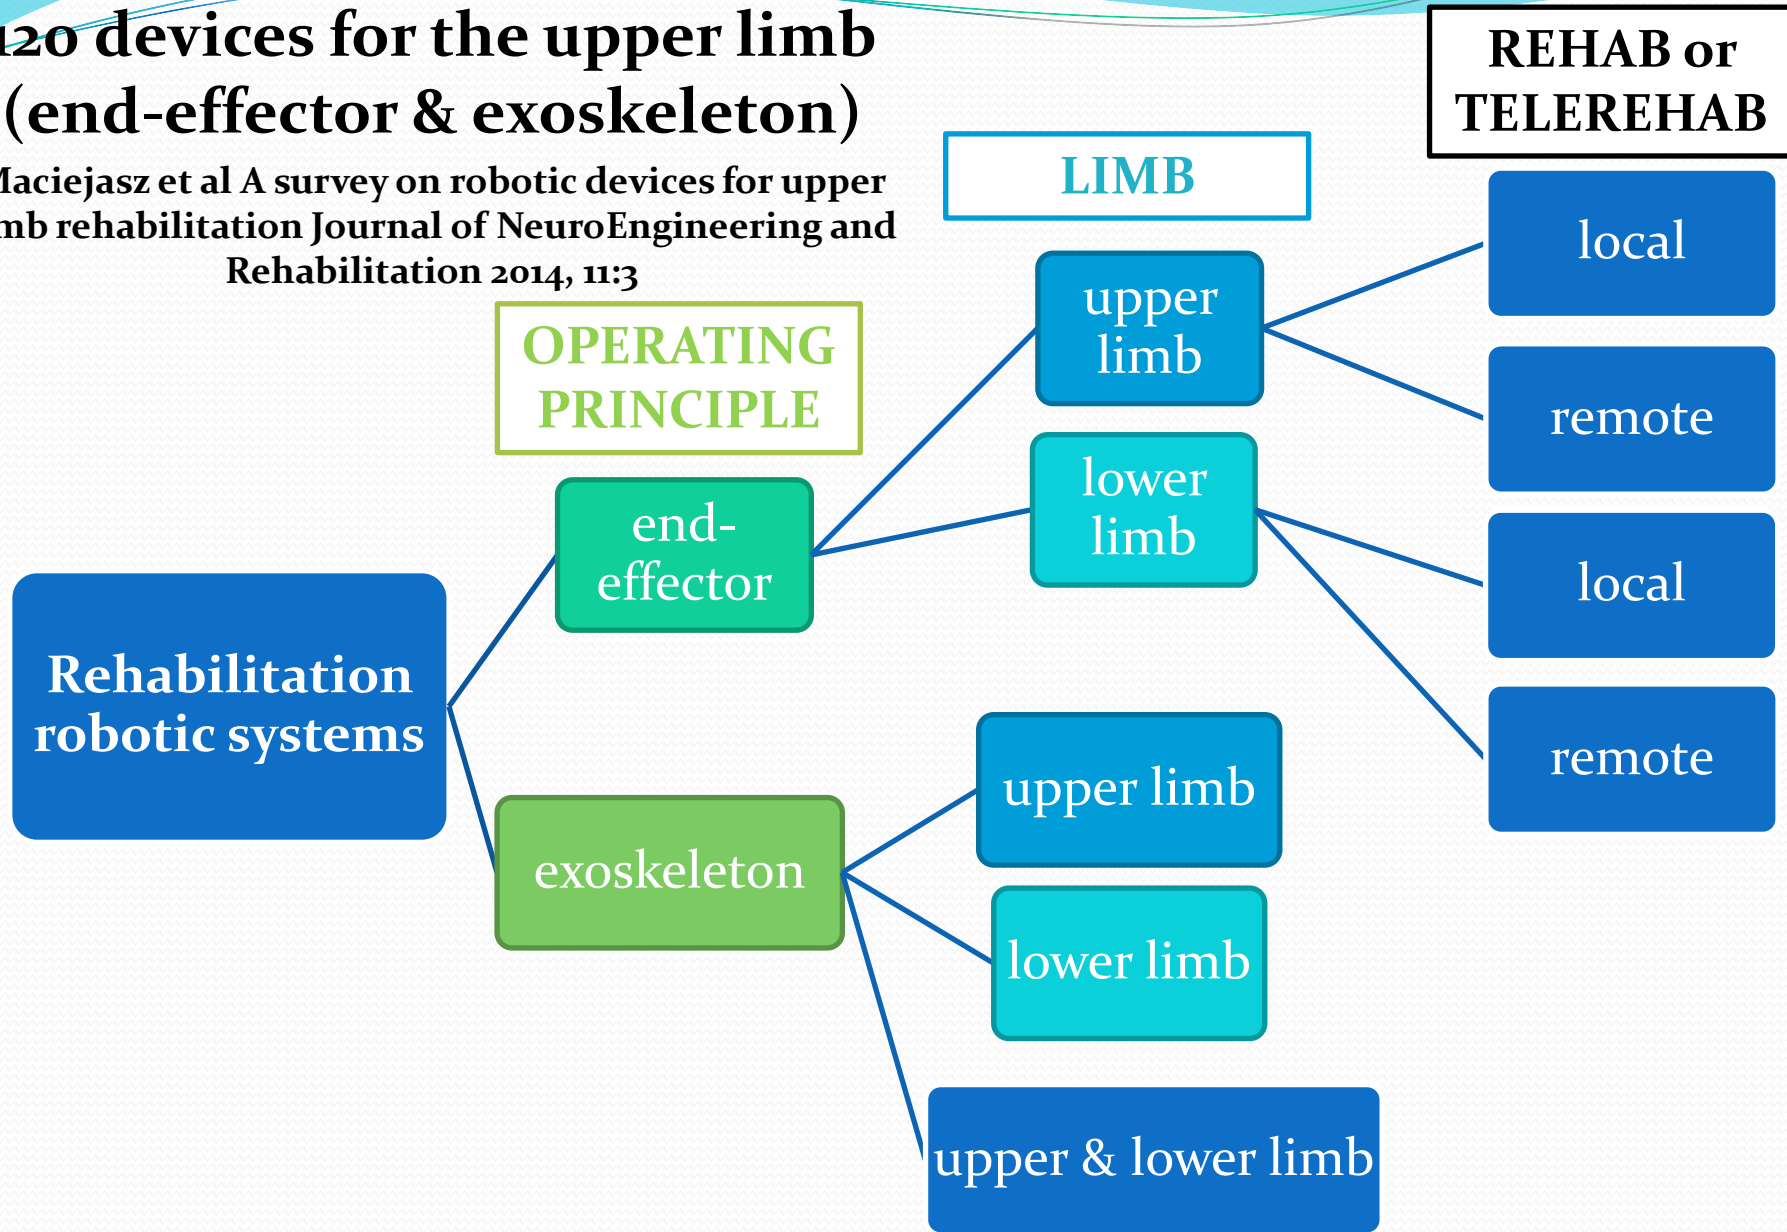 120 devices for the upper limb
(end-effector & exoskeleton)
Maciejasz et al A survey on robotic devices for upper
limb rehabilitation Journal of NeuroEngineering and
Rehabilitation 2014, 11:3
REHAB or
TELEREHAB
LIMB
OPERATING
PRINCIPLE
Rehabilitation
robotic systems
end-
effector
exoskeleton
upper
limb
lower
limb
upper limb
lower limb
upper & lower limb
local
remote
local
remote